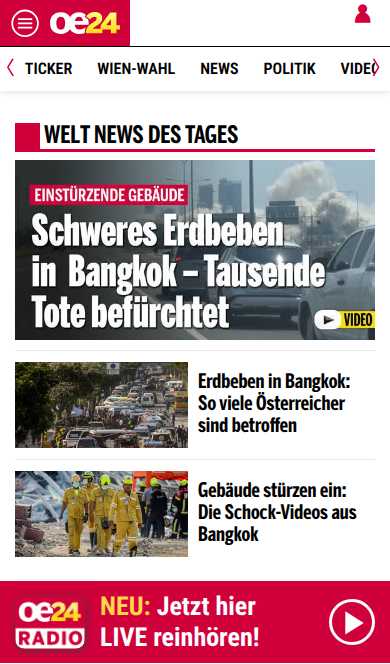 oe24
TICKER WIEN-WAHL NEWS POLITIK VIDEO
WELT NEWS DES TAGES
EINSTÜRZENDE GEBÄUDE
Schweres Erdbeben
in Bangkok – Tausende
Tote befürchtet
VIDEO
Erdbeben in Bangkok:
So viele Österreicher
sind betroffen
Gebäude stürzen ein:
Die Schock-Videos aus
Bangkok
oe24
RADIO
NEU: Jetzt hier
LIVE reinhören!